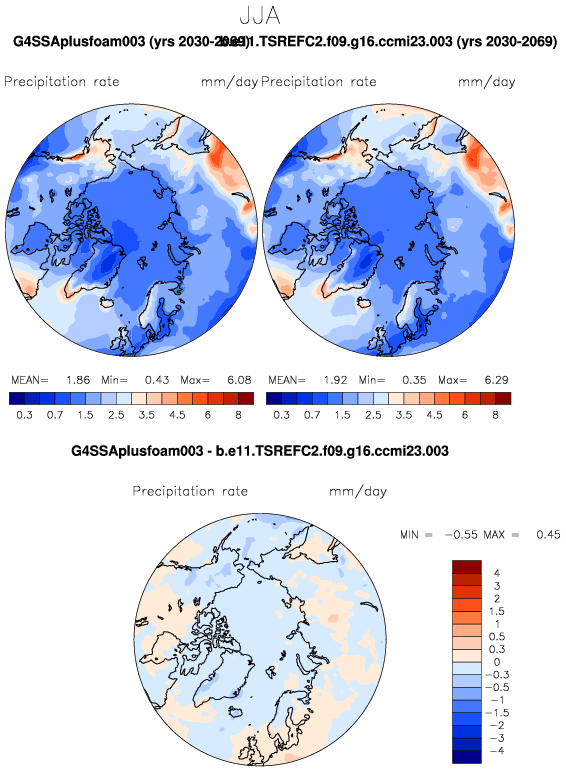 JJA
G4SSAplusfoam003 (yrs 2030-2069) b.e11.TSREFC2.f09.g16.ccmi23.003 (yrs 2030-2069)
Precipitation rate mm/day Precipitation rate mm/day
MEAN= 1.86 Min= 0.43 Max= 6.08 MEAN= 1.92 Min= 0.35 Max= 6.29
0.3 0.7 1.5 2.5 3.5 4.5 6 8 0.3 0.7 1.5 2.5 3.5 4.5 6 8
G4SSAplusfoam003 - b.e11.TSREFC2.f09.g16.ccmi23.003
Precipitation rate mm/day
MIN = -0.55 MAX = 0.45
4
3
2
1.5
1
0.5
0.3
0
-0.3
-0.5
-1
-1.5
-2
-3
-4